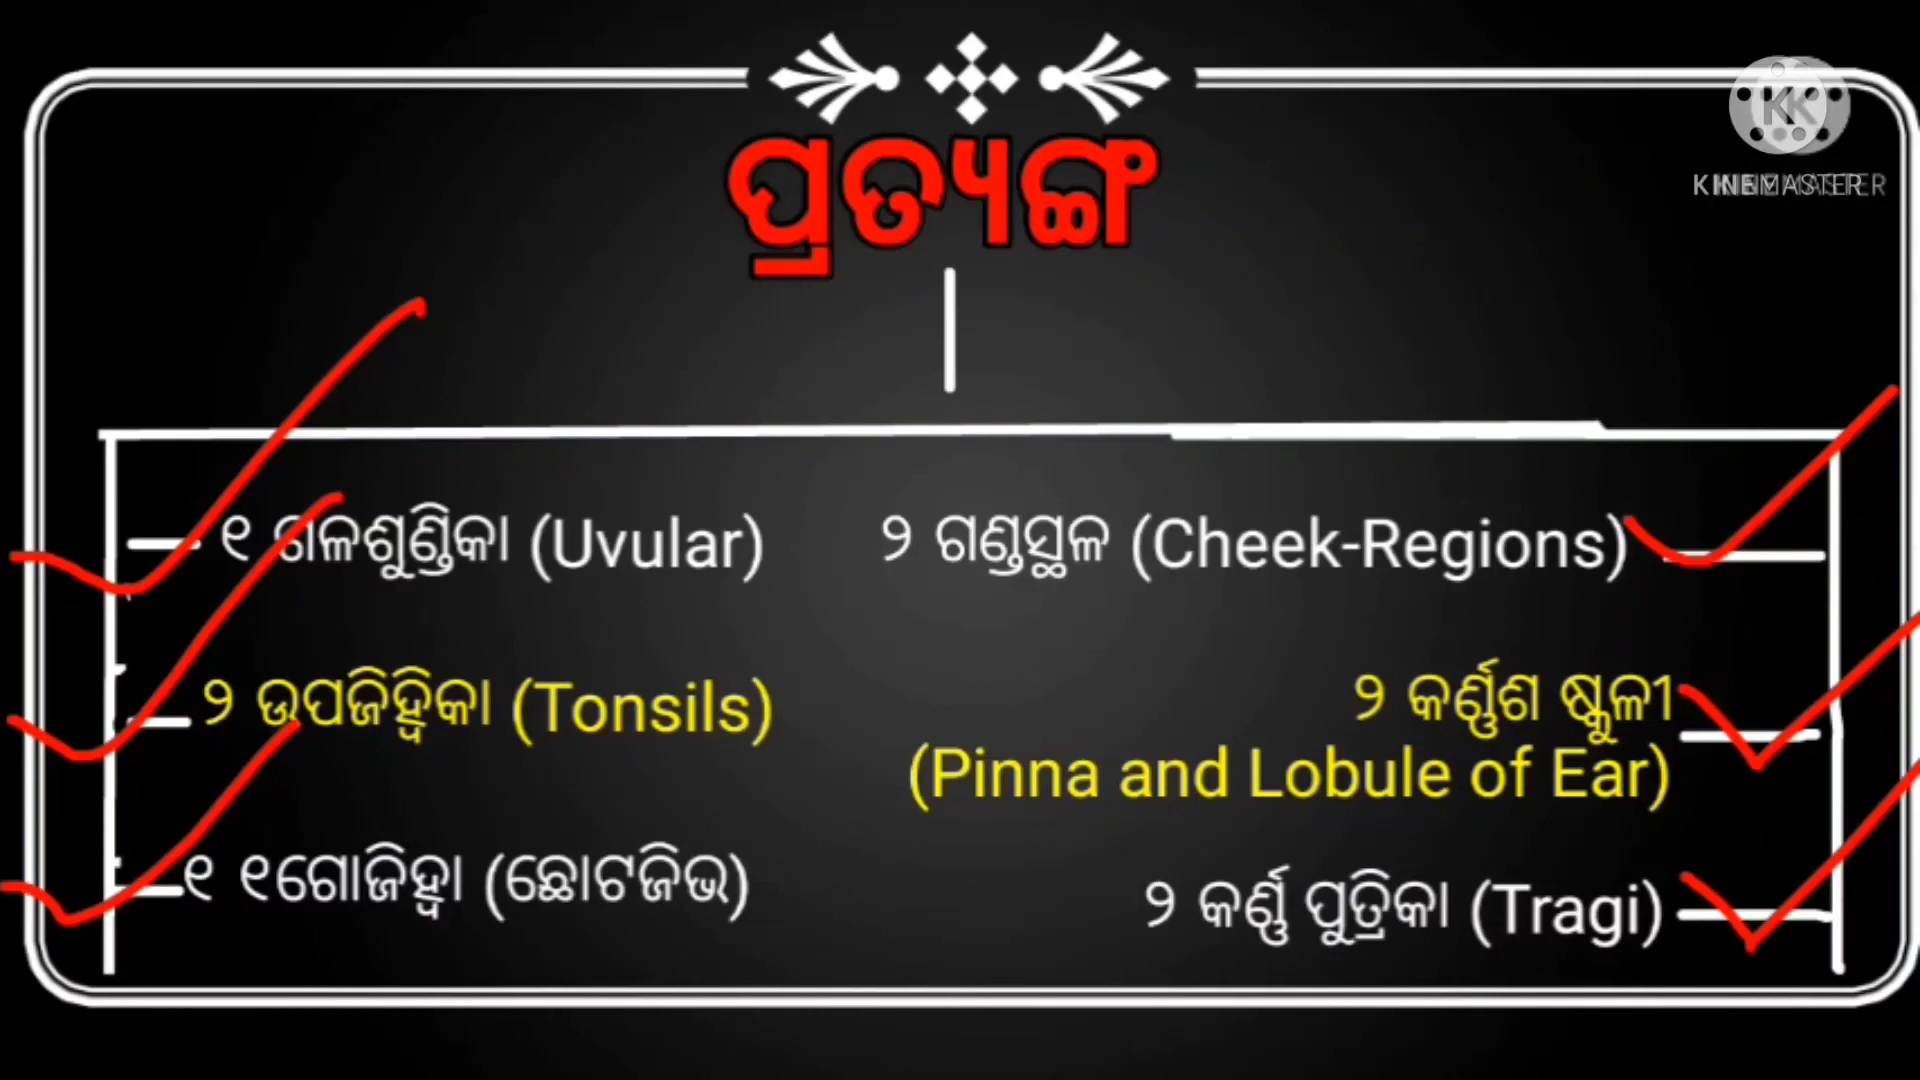 ପ୍ରତ୍ୟଙ୍ଗ
KINEMASTER
୧ ଗଳଶୁଣ୍ଡିକା (Uvular)
୨ ଗଣ୍ଡସ୍ଥଳ (Cheek-Regions)
୨ ଉପଜିହ୍ୱିକା (Tonsils)
୨ କର୍ଣ୍ଣଶ ଷ୍କୁଳୀ
(Pinna and Lobule of Ear)
୧ ୧ଗୋଜିହ୍ୱା (ଛୋଟଜିଭ)
୨ କର୍ଣ୍ଣ ପୁତ୍ରିକା (Tragi)